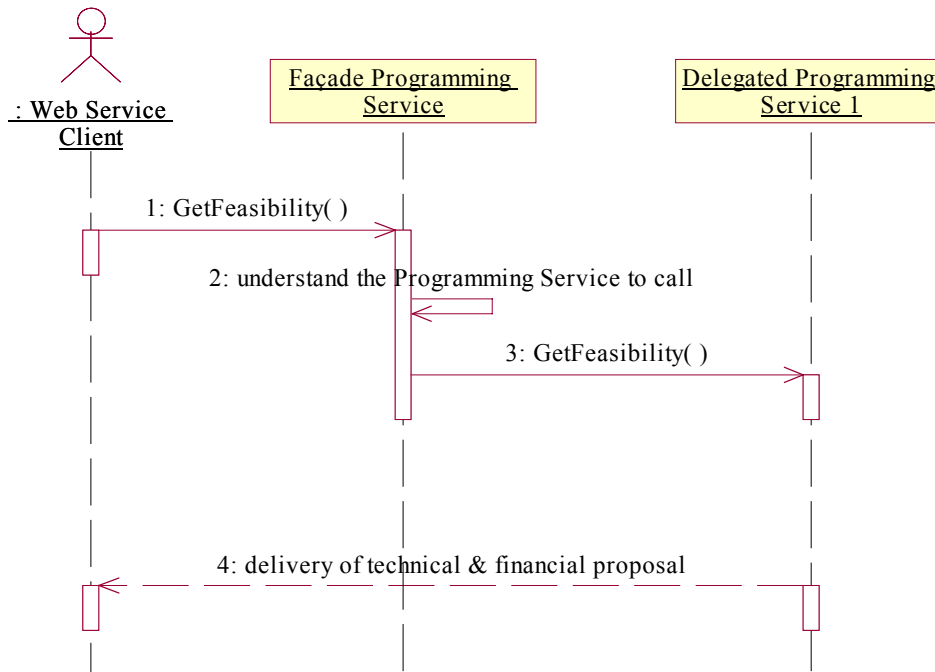 : Web Service
Client
Façade Programming
Service
Delegated Programming
Service 1
1: GetFeasibility( )
2: understand the Programming Service to call
3: GetFeasibility( )
4: delivery of technical & financial proposal